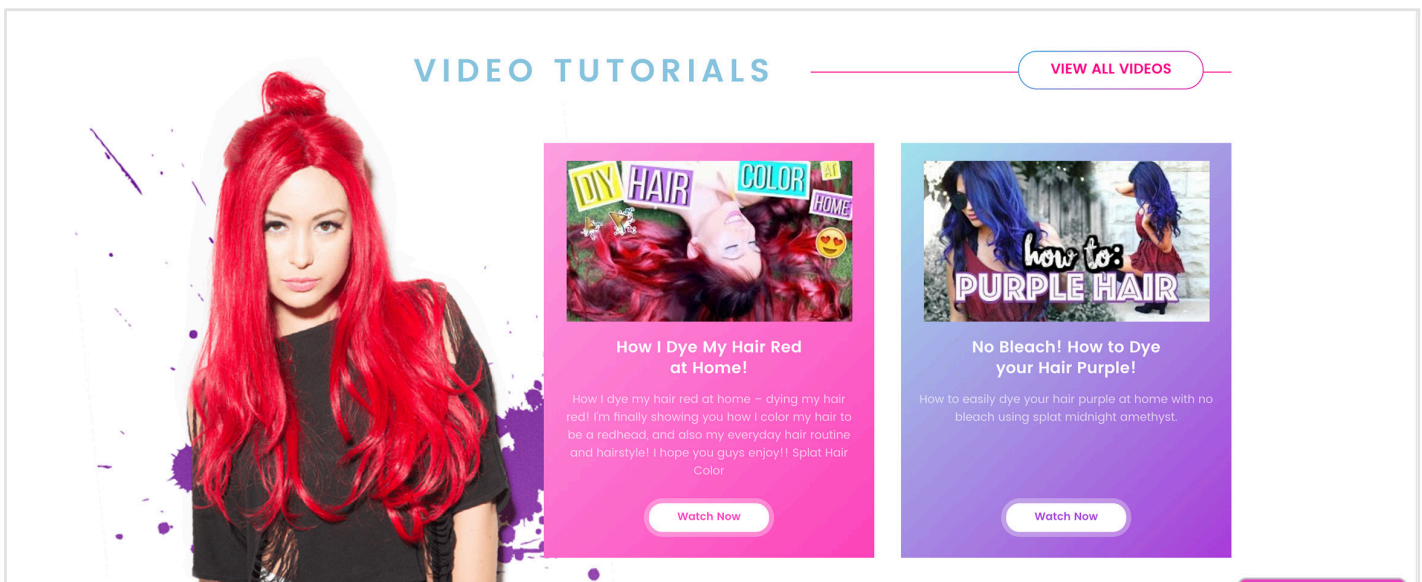 VIDEO TUTORIALS
VIEW ALL VIDEOS
DIY HAIR COLOR AT
HOME
how to:
PURPLE HAIR
How I Dye My Hair Red
at Home!
How I dye my hair red at home – dying my hair
red! I'm finally showing you how I color my hair to
be a redhead, and also my everyday hair routine
and hairstyle! I hope you guys enjoy!! Splat Hair
Color
Watch Now
No Bleach! How to Dye
your Hair Purple!
How to easily dye your hair purple at home with no
bleach using splat midnight amethyst.
Watch Now